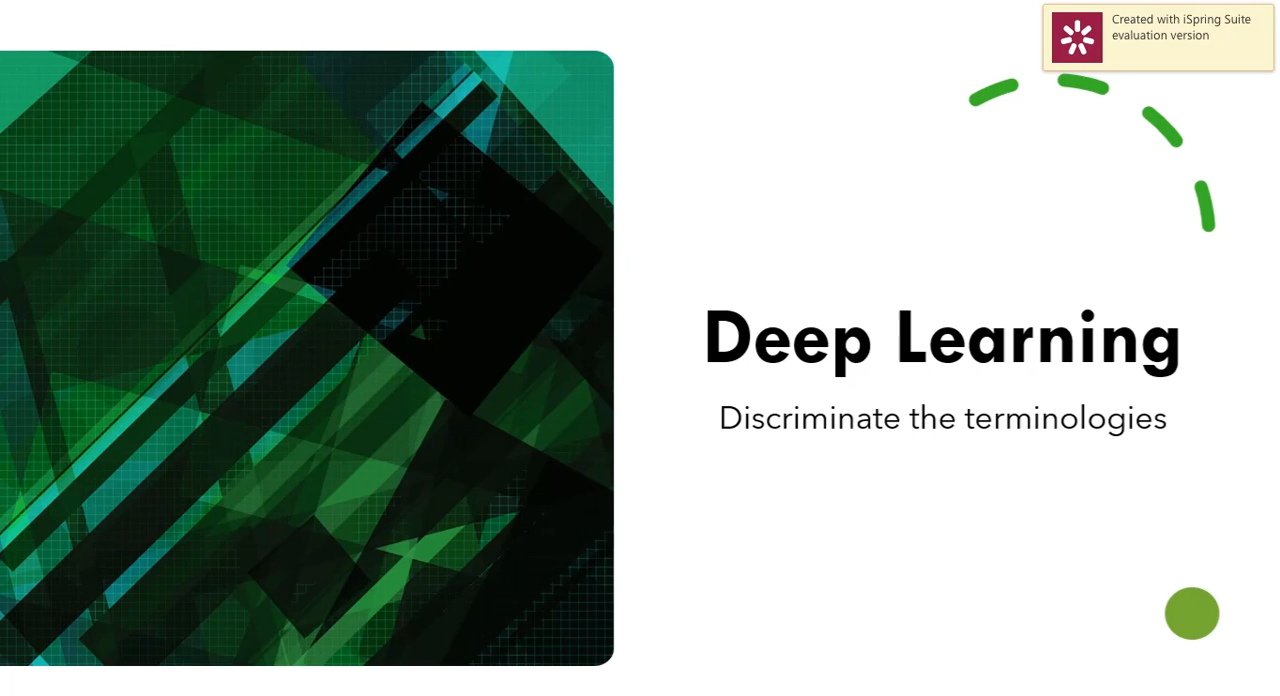 Created with iSpring Suite
evaluation version
Deep Learning
Discriminate the terminologies